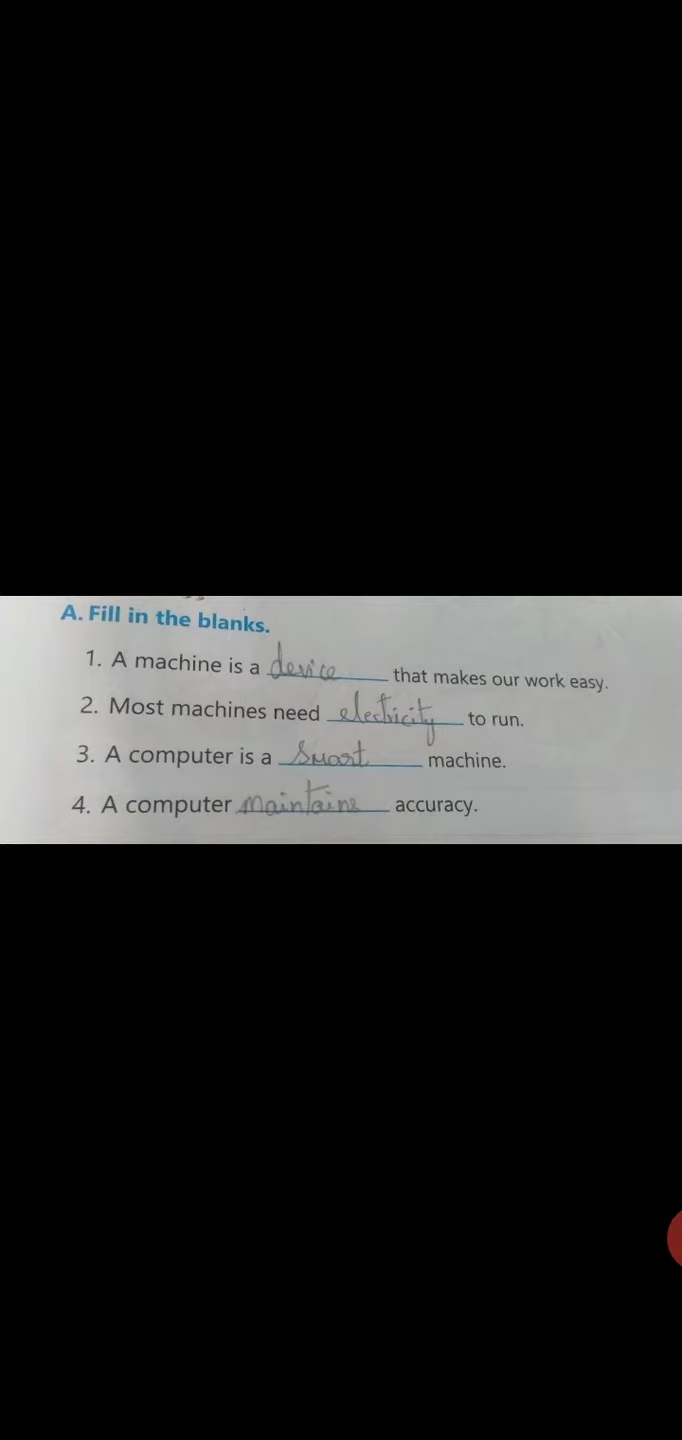 A. Fill in the blanks.
1. A machine is a device that makes our work easy.
2. Most machines need electricity to run.
3. A computer is a Smart machine.
4. A computer maintains accuracy.